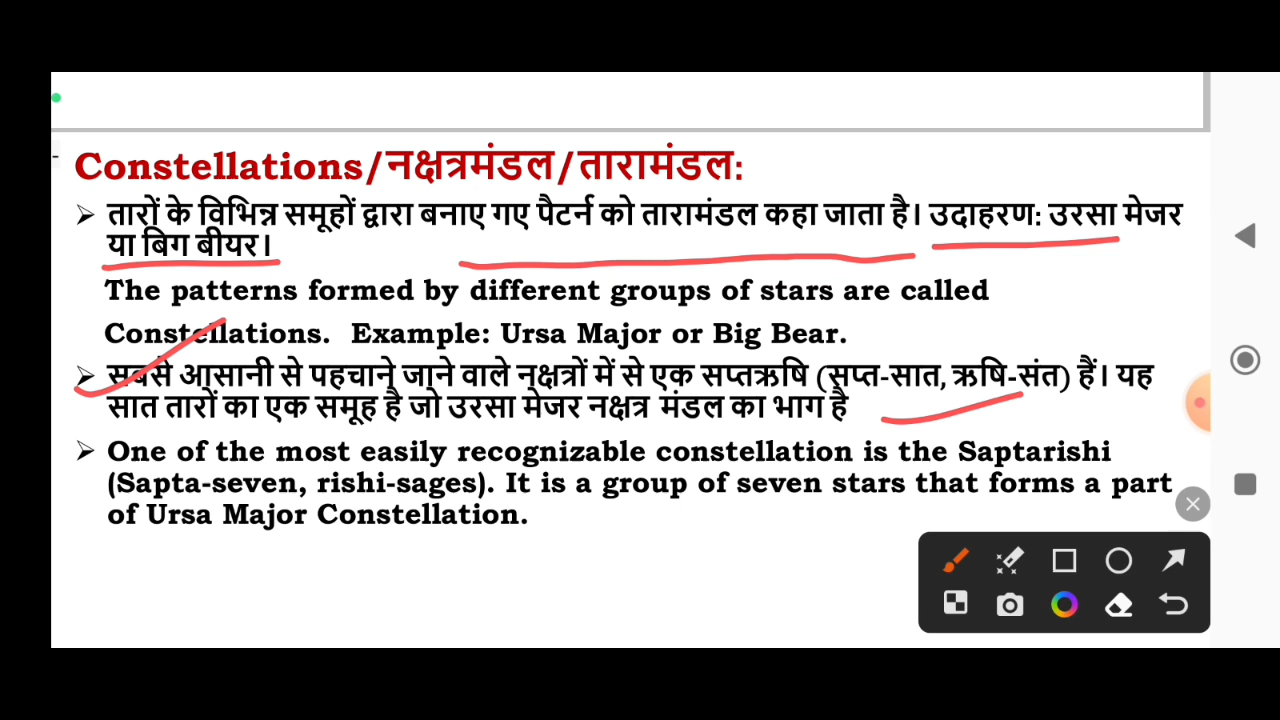 Constellations/नक्षत्रमंडल/तारामंडल:
➢ तारों के विभिन्न समूहों द्वारा बनाए गए पैटर्न को तारामंडल कहा जाता है। उदाहरण: उरसा मेजर
या बिग बीयर।
The patterns formed by different groups of stars are called
Constellations. Example: Ursa Major or Big Bear.
➢ सबसे आसानी से पहचाने जाने वाले नक्षत्रों में से एक सप्तऋषि (सप्त-सात, ऋषि-संत) हैं। यह
सात तारों का एक समूह है जो उरसा मेजर नक्षत्र मंडल का भाग है
➢ One of the most easily recognizable constellation is the Saptarishi
(Sapta-seven, rishi-sages). It is a group of seven stars that forms a part
of Ursa Major Constellation.